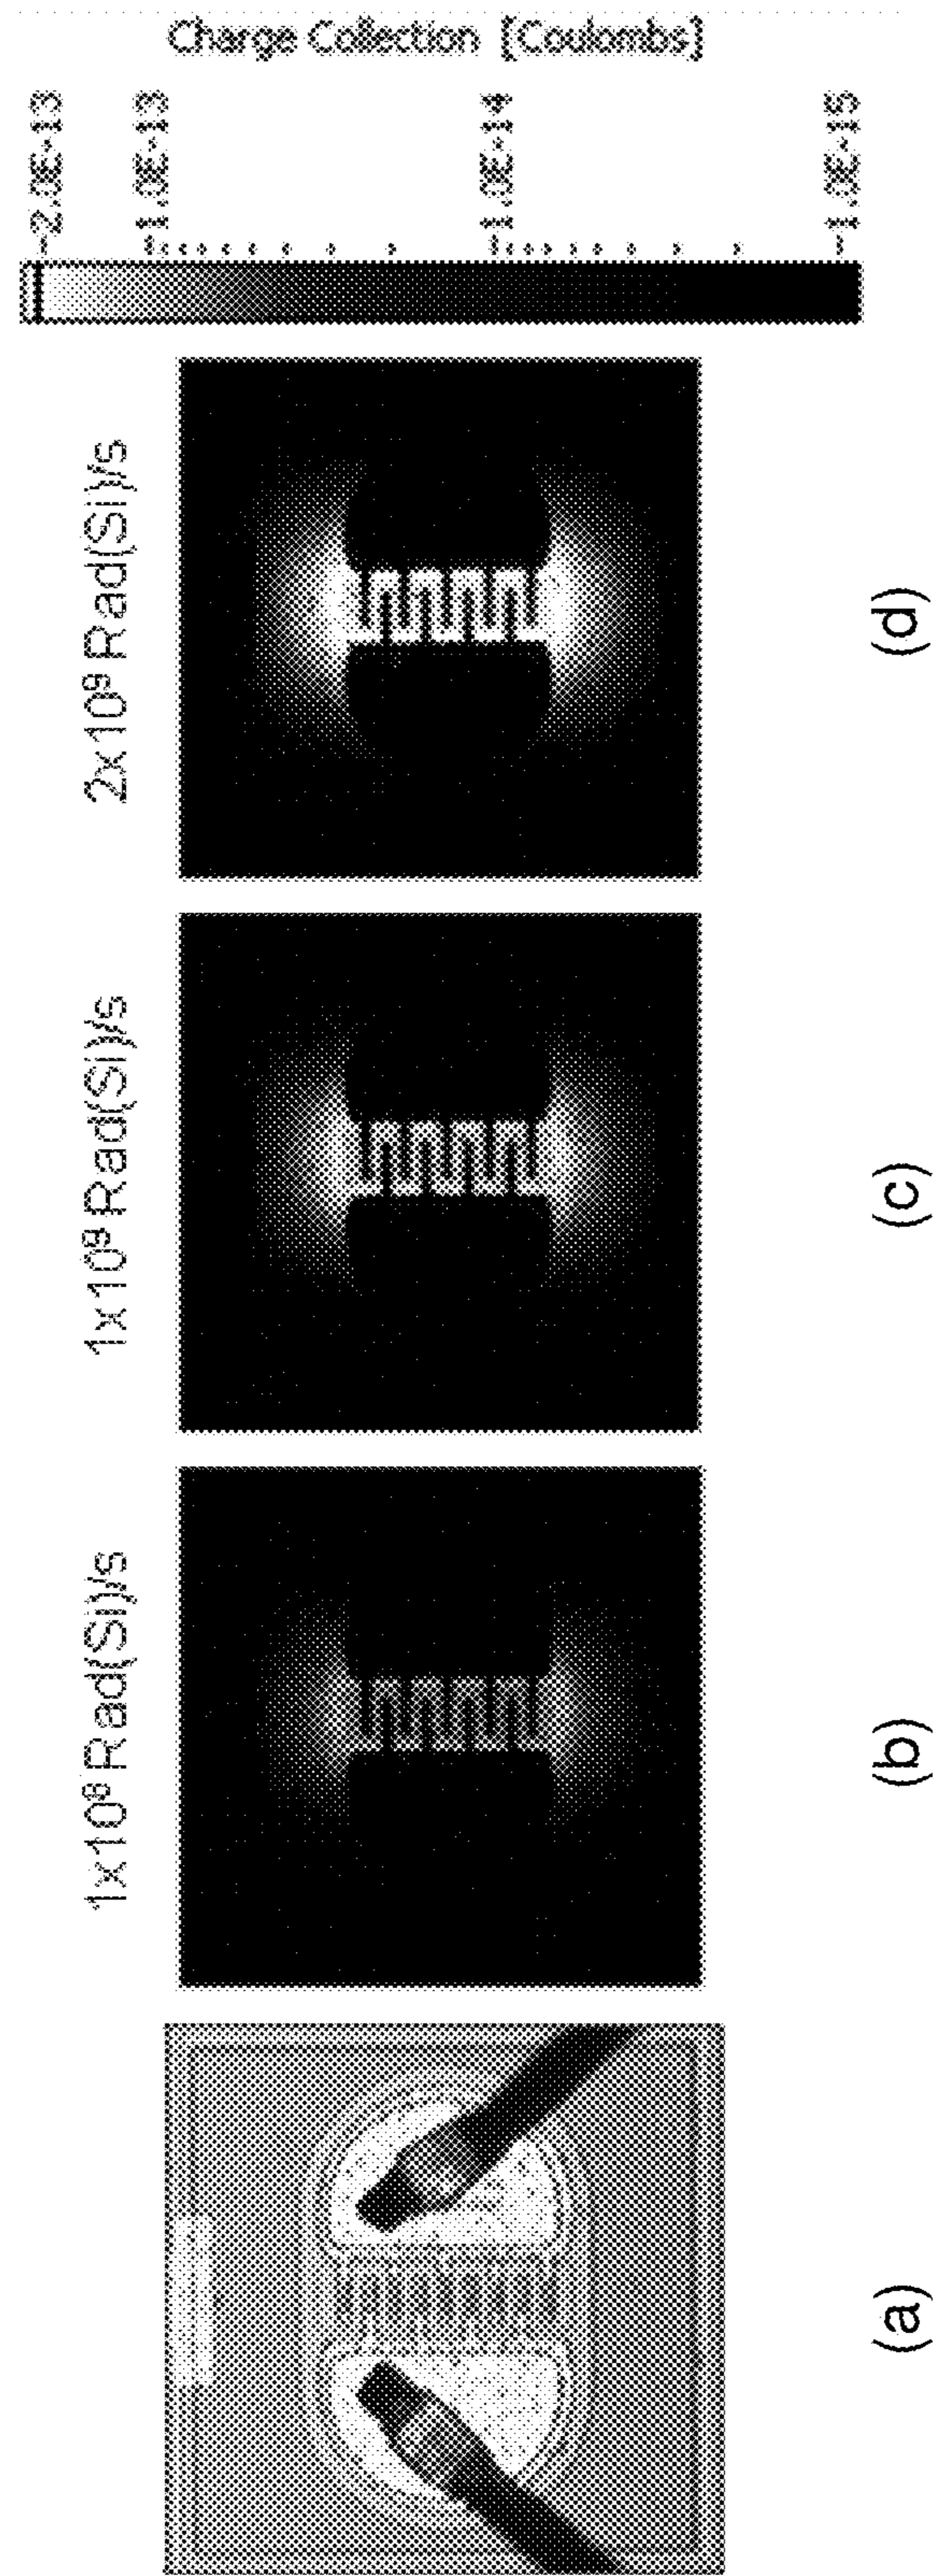 (a)
1x10⁸ Rad(Si)/s
(b)
1x10⁹ Rad(Si)/s
(c)
2x10⁹ Rad(Si)/s
(d)
2.0E-13
1.0E-13
1.0E-14
1.0E-15
Charge Collection [Coulombs]